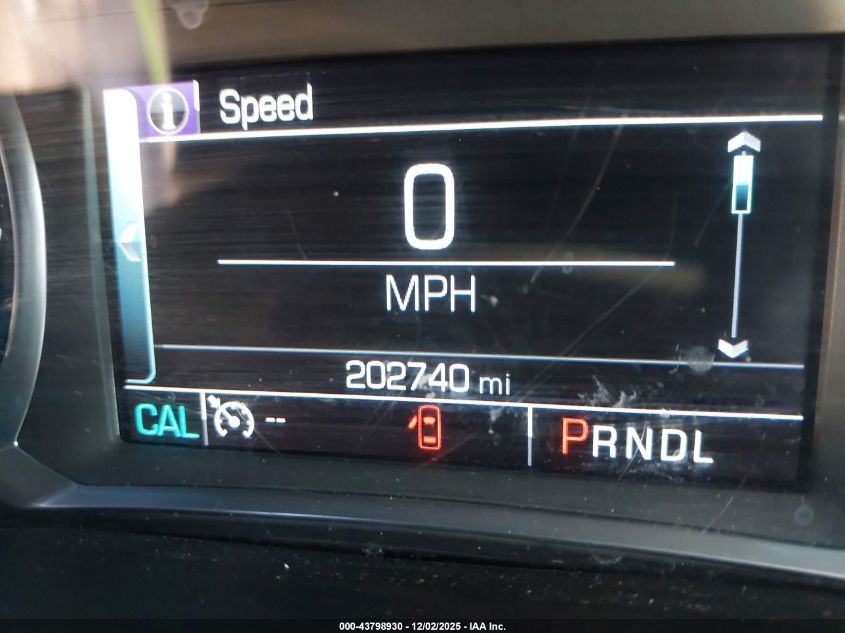 Speed
0
MPH
202740 mi
CAL --
PRNDL
000-43798930 - 12/02/2025 - IAA Inc.